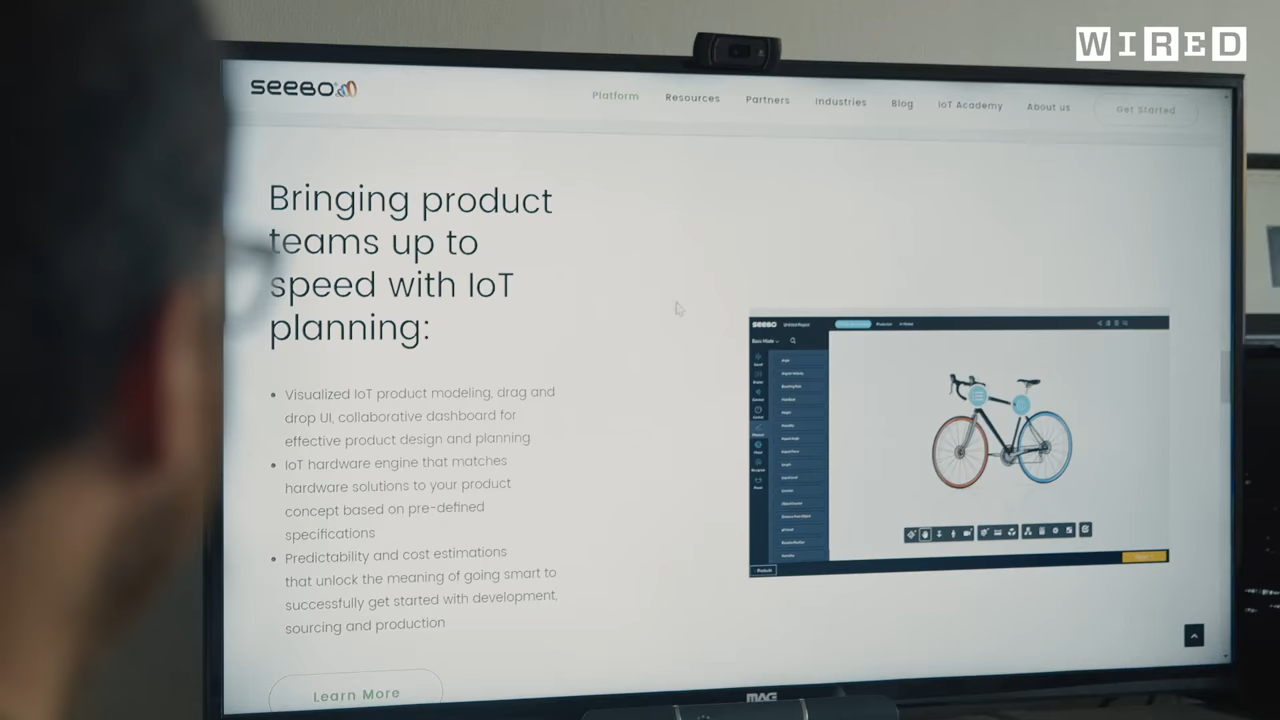 WIRED
SEEBO
Platform
Resources
Partners
Industries
Blog
IoT Academy
About us
Get Started
Bringing product
teams up to
speed with IoT
planning:
• Visualized IoT product modeling, drag and
drop UI, collaborative dashboard for
effective product design and planning
• IoT hardware engine that matches
hardware solutions to your product
concept based on pre-defined
specifications
• Predictability and cost estimations
that unlock the meaning of going smart to
successfully get started with development,
sourcing and production
Learn More
SEEBO
Products
MAG